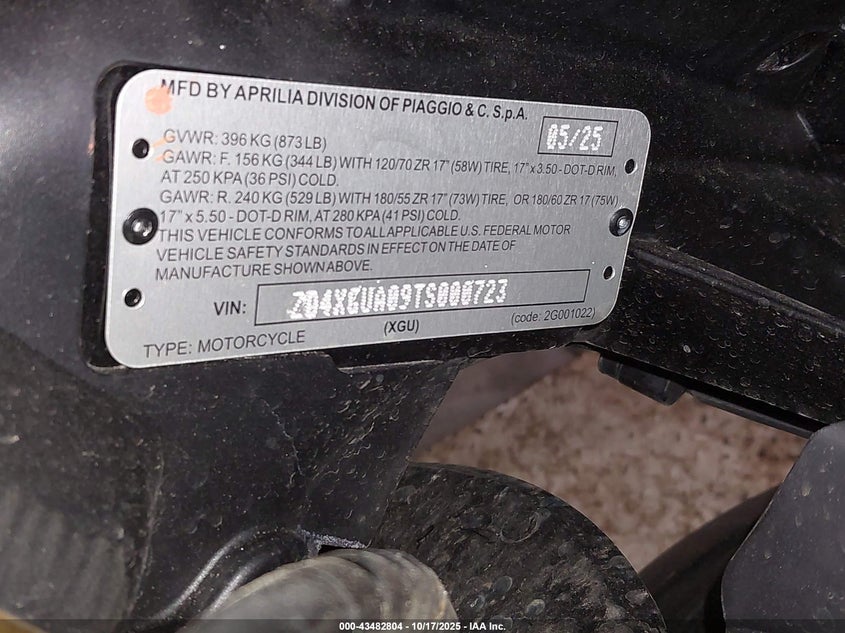 MFD BY APRILIA DIVISION OF PIAGGIO & C. S.p.A.
05/25
GVWR: 396 KG (873 LB)
GAWR: F. 156 KG (344 LB) WITH 120/70 ZR 17" (58W) TIRE, 17" x 3.50 - DOT-D RIM,
AT 250 KPA (36 PSI) COLD.
GAWR: R. 240 KG (529 LB) WITH 180/55 ZR 17" (73W) TIRE, OR 180/60 ZR 17 (75W)
17" x 5.50 - DOT-D RIM, AT 280 KPA (41 PSI) COLD.
THIS VEHICLE CONFORMS TO ALL APPLICABLE U.S. FEDERAL MOTOR
VEHICLE SAFETY STANDARDS IN EFFECT ON THE DATE OF
MANUFACTURE SHOWN ABOVE.
VIN: ZD4XGUA09TS000723
TYPE: MOTORCYCLE (XGU) (code: 2G001022)
000-43482804 | 10/17/2025 - IAA Inc.